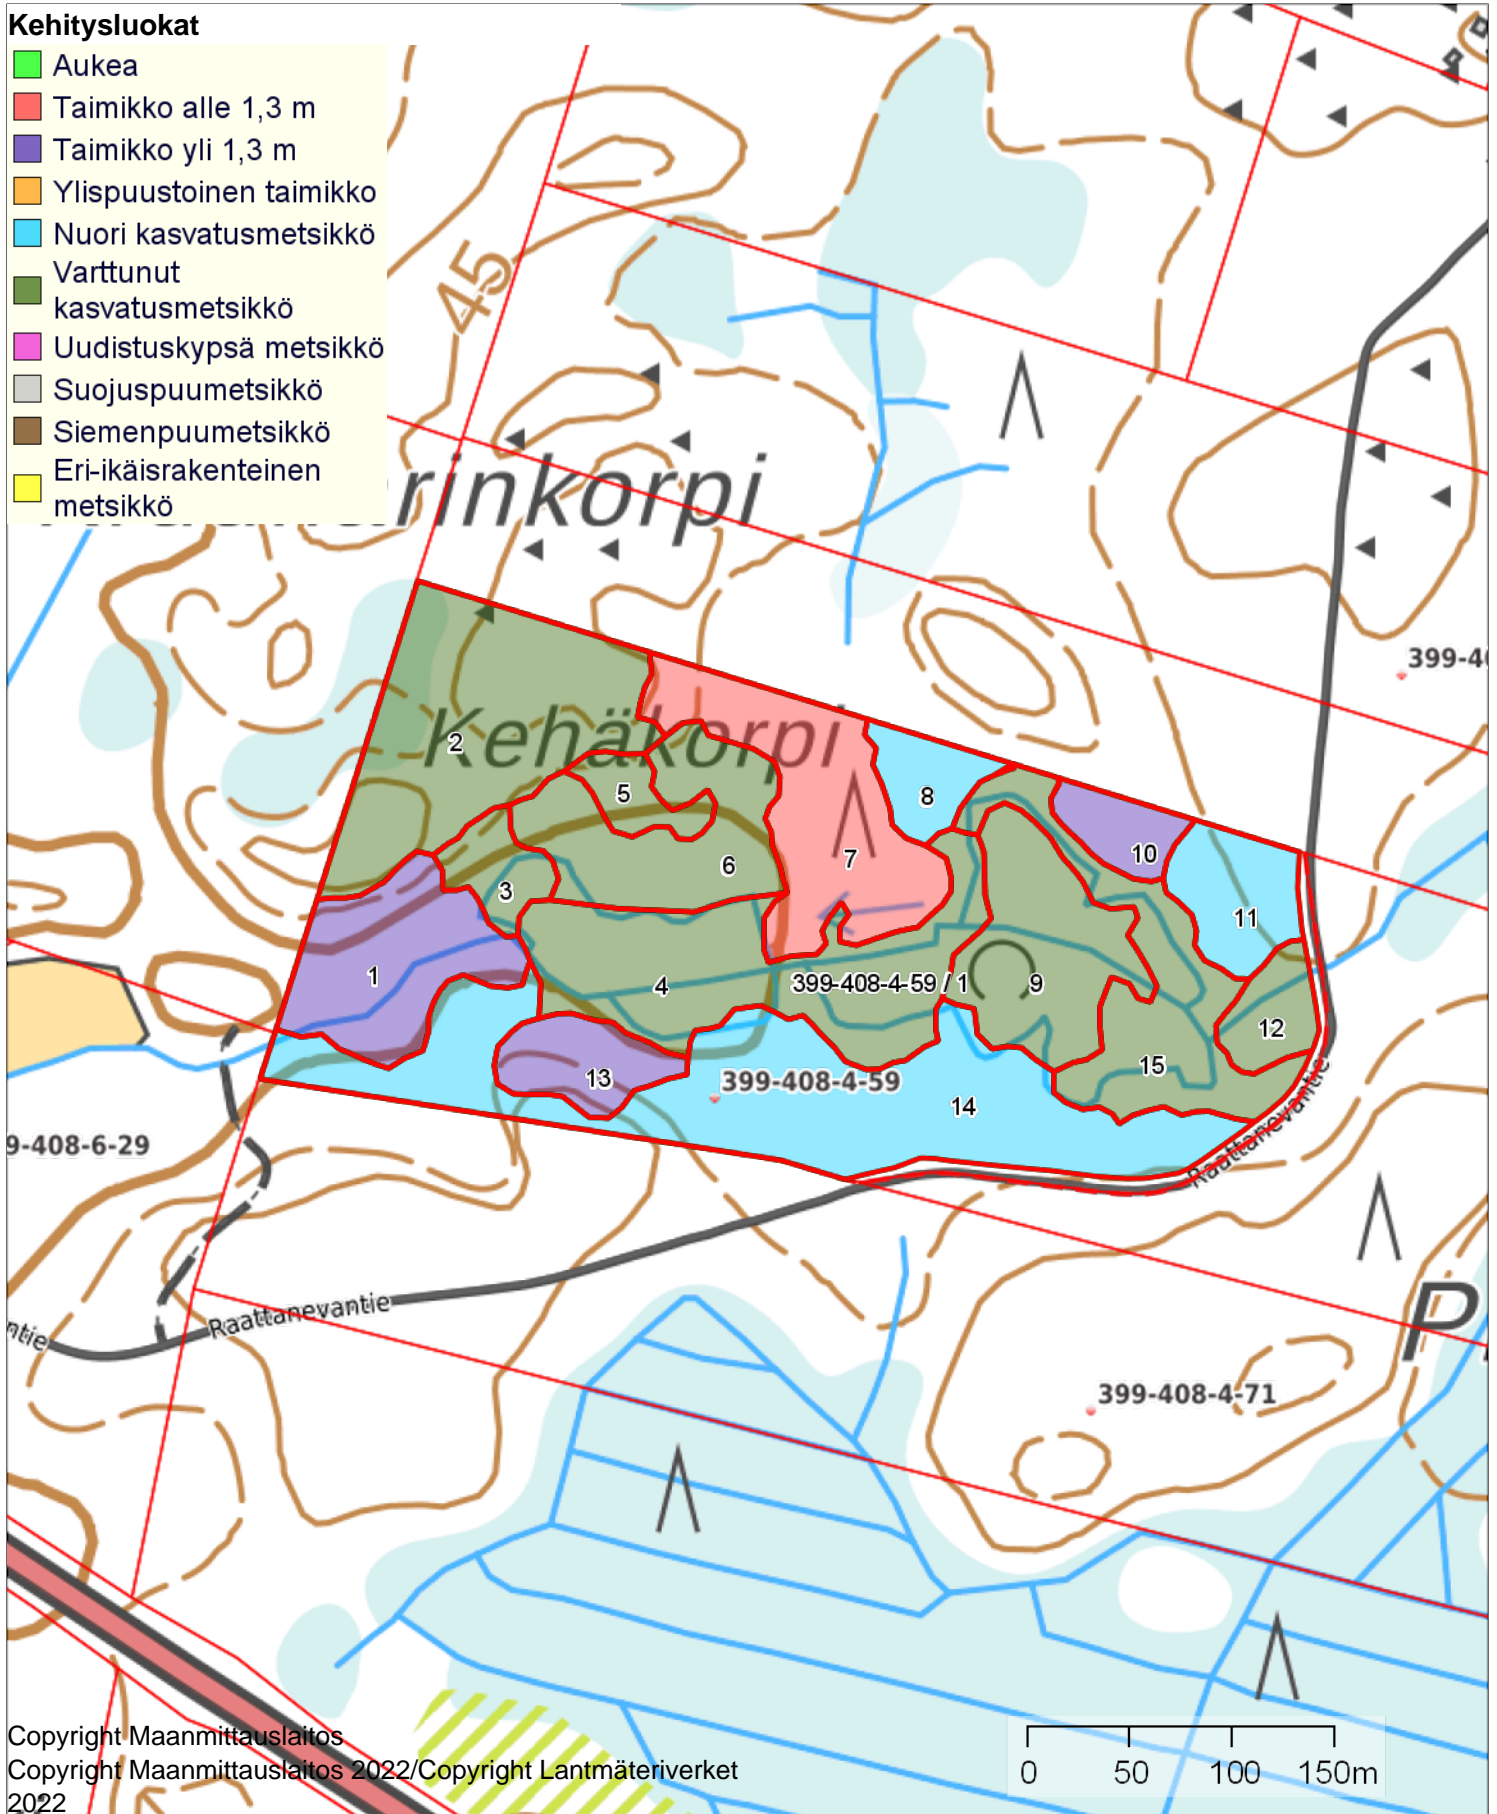 Kehitysluokat
Aukea
Taimikko alle 1,3 m
Taimikko yli 1,3 m
Ylispuustoinen taimikko
Nuori kasvatusmetsikkö
Varttunut
kasvatusmetsikkö
Uudistuskypsä metsikkö
Suojuspuumetsikkö
Siemenpuumetsikkö
Eri-ikäisrakenteinen
metsikkö
45
rinkorpi
399-4
Kehäkorpi
2
5
8
10
7
6
3
11
1
4
399-408-4-59 / 1
9
12
15
13
399-408-4-59
14
9-408-6-29
Raattanevantie
Raattanevantie
ntie
P
399-408-4-71
Copyright Maanmittauslaitos
Copyright Maanmittauslaitos 2022/Copyright Lantmäteriverket
2022
0 50 100 150m